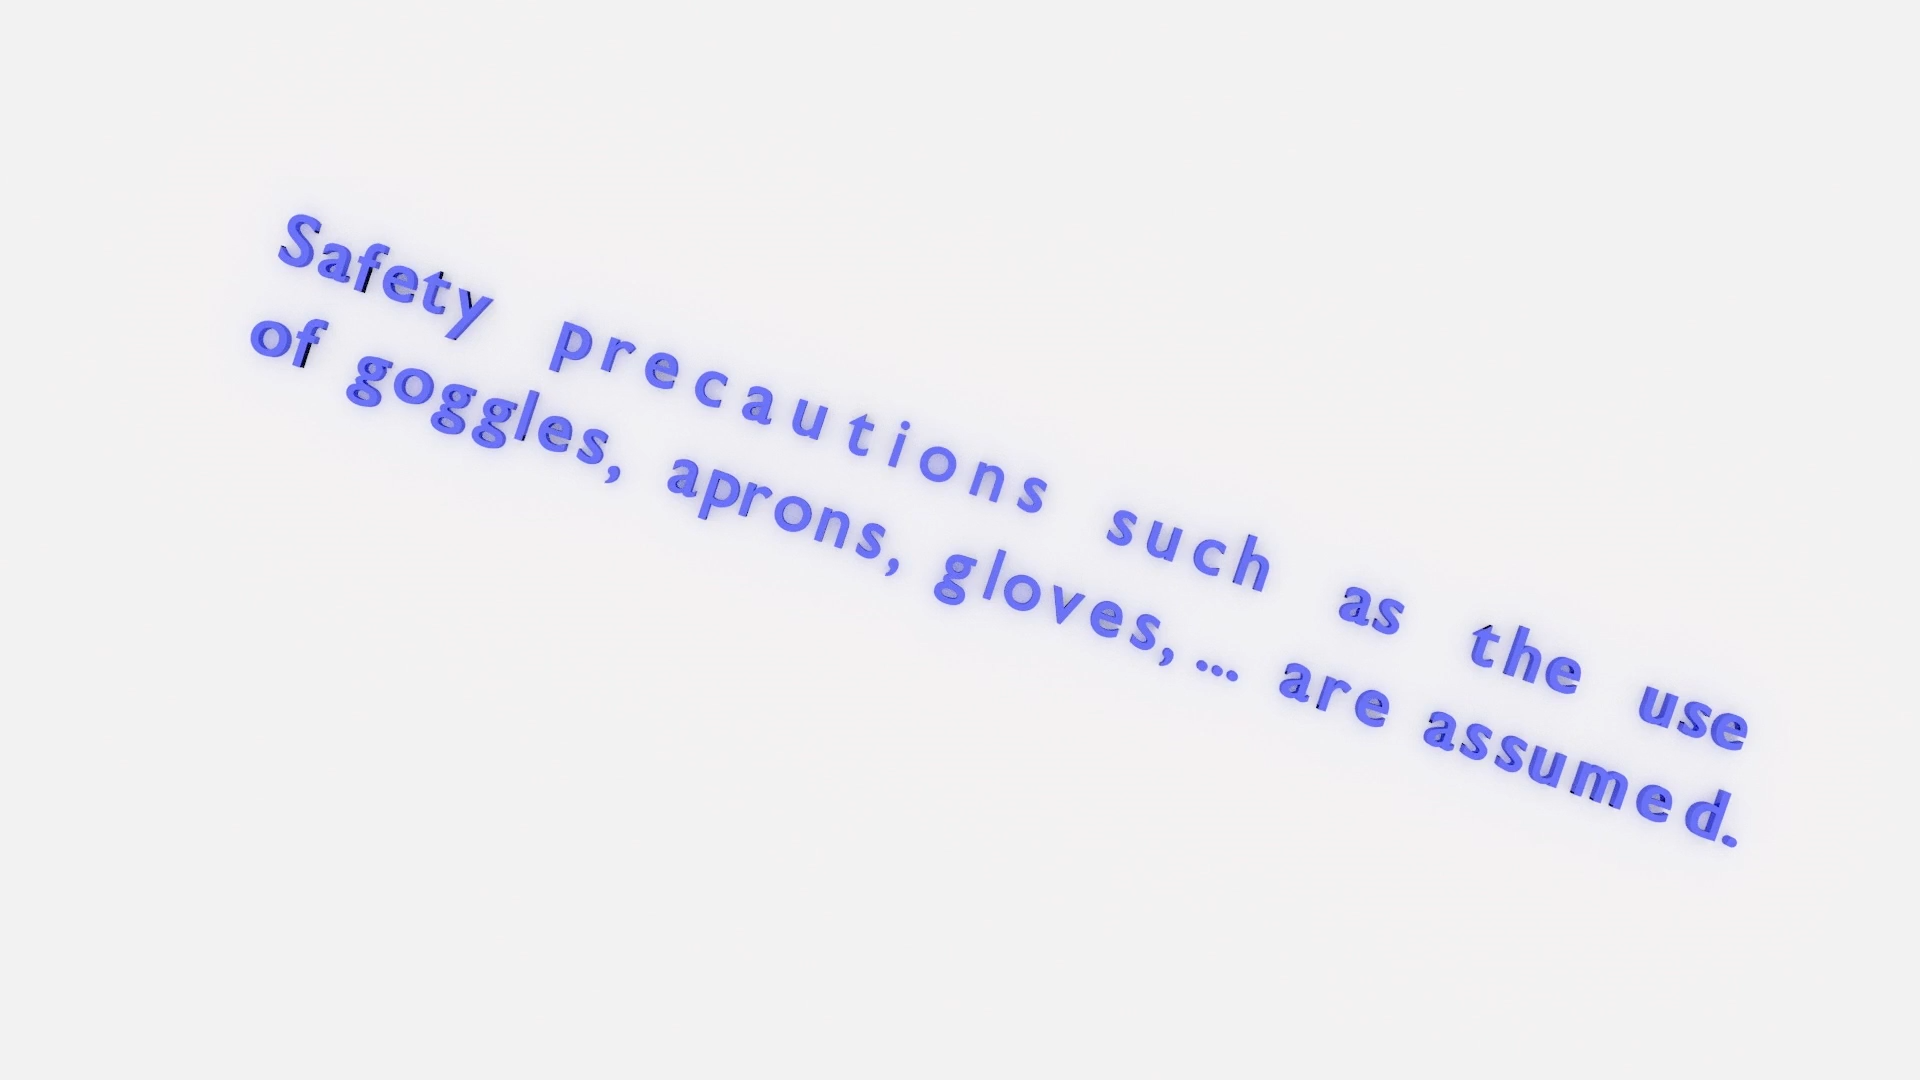 Safety precautions such as the use
of goggles, aprons, gloves,... are assumed.